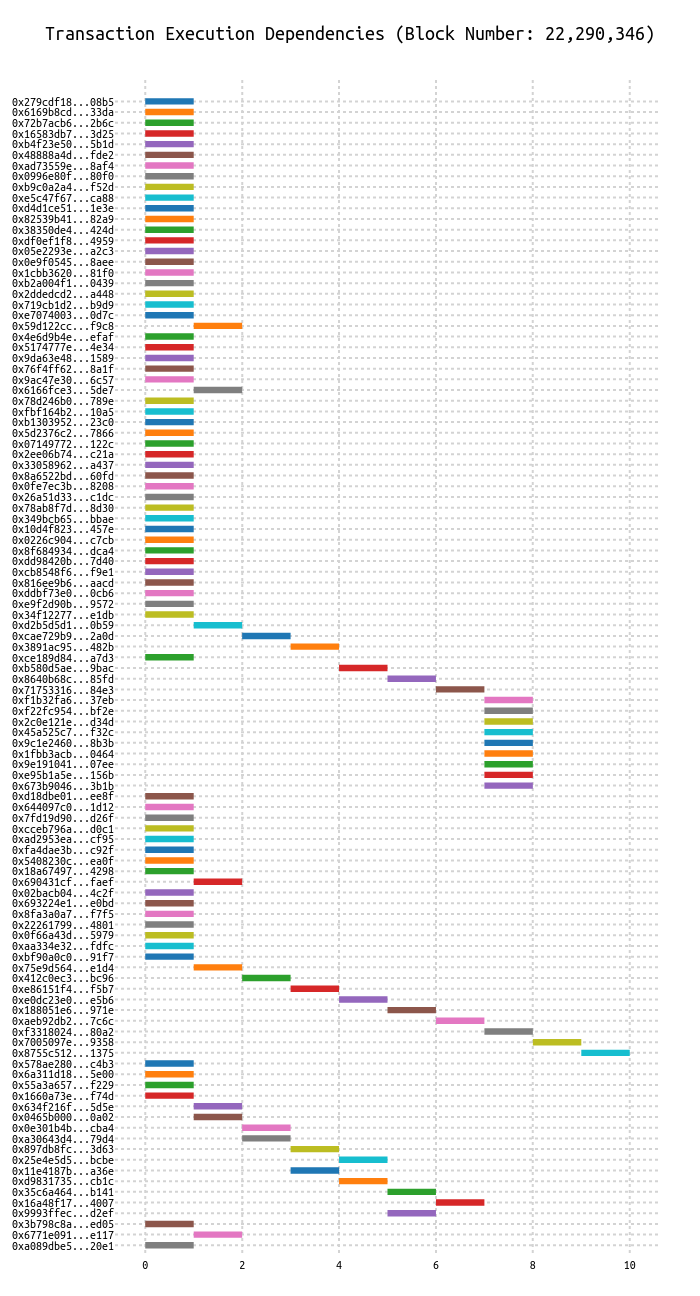 Transaction Execution Dependencies (Block Number: 22,290,346)
0x279cdf18...08b5
0x6169b8cd...33da
0x72b7acb6...2b6c
0x16583db7...3d25
0xb4f23e50...5b1d
0x48888a4d...fde2
0xad73559e...8af4
0x0996e80f...80f0
0xb9c0a2a4...f52d
0xe5c47f67...ca88
0xd4d1ce51...1e3e
0x82539b41...82a9
0x38350de4...424d
0xdf0ef1f8...4959
0x05e2293e...a2c3
0x0e9f0545...8aee
0x1cbb3620...81f0
0xb2a004f1...0439
0x2ddedcd2...a448
0x719cb1d2...b9d9
0xe7074003...0d7c
0x59d122cc...f9c8
0x4e6d9b4e...efaf
0x5174777e...4e34
0x9da63e48...1589
0x76f4ff62...8a1f
0x9ac47e30...6c57
0x6166fce3...5de7
0x78d246b0...789e
0xfbf164b2...10a5
0xb1303952...23c0
0x5d2376c2...7866
0x07149772...122c
0x2ee06b74...c21a
0x33058962...a437
0x8a6522bd...60fd
0x0fe7ec3b...8208
0x26a51d33...c1dc
0x78ab8f7d...8d30
0x349bcb65...bbae
0x10d4f823...457e
0x0226c904...c7cb
0x8f684934...dca4
0xdd98420b...7d40
0xcb8548f6...f9e1
0x816ee9b6...aacd
0xddbf73e0...0cb6
0xe9f2d90b...9572
0x34f12277...e1db
0xd2b5d5d1...0b59
0xcae729b9...2a0d
0x3891ac95...482b
0xce189d84...a7d3
0xb580d5ae...9bac
0x8640b68c...85fd
0x71753316...84e3
0xf1b32fa6...37eb
0xf22fc954...bf2e
0x2c0e121e...d34d
0x45a525c7...f32c
0x9c1e2460...8b3b
0x1fbb3acb...0464
0x9e191041...07ee
0xe95b1a5e...156b
0x673b9046...3b1b
0xd18dbe01...ee8f
0x644097c0...1d12
0x7fd19d90...d26f
0xcceb796a...d0c1
0xad2953ea...cf95
0xfa4dae3b...c92f
0x5408230c...ea0f
0x18a67497...4298
0x690431cf...faef
0x02bacb04...4c2f
0x693224e1...e0bd
0x8fa3a0a7...f7f5
0x22261799...4801
0x0f66a43d...5979
0xaa334e32...fdfc
0xbf90a0c0...91f7
0x75e9d564...e1d4
0x412c0ec3...bc96
0xe86151f4...f5b7
0xe0dc23e0...e5b6
0x188051e6...971e
0xaeb92db2...7c6c
0xf3318024...80a2
0x7005097e...9358
0x8755c512...1375
0x578ae280...c4b3
0x6a311d18...5e00
0x55a3a657...f229
0x1660a73e...f74d
0x634f216f...5d5e
0x0465b000...0a02
0x0e301b4b...cba4
0xa30643d4...79d4
0x897db8fc...3d63
0x25e4e5d5...bcbe
0x11e4187b...a36e
0xd9831735...cb1c
0x35c6a464...b141
0x16a48f17...4007
0x9993ffec...d2ef
0x3b798c8a...ed05
0x6771e091...e117
0xa089dbe5...20e1
0 2 4 6 8 10